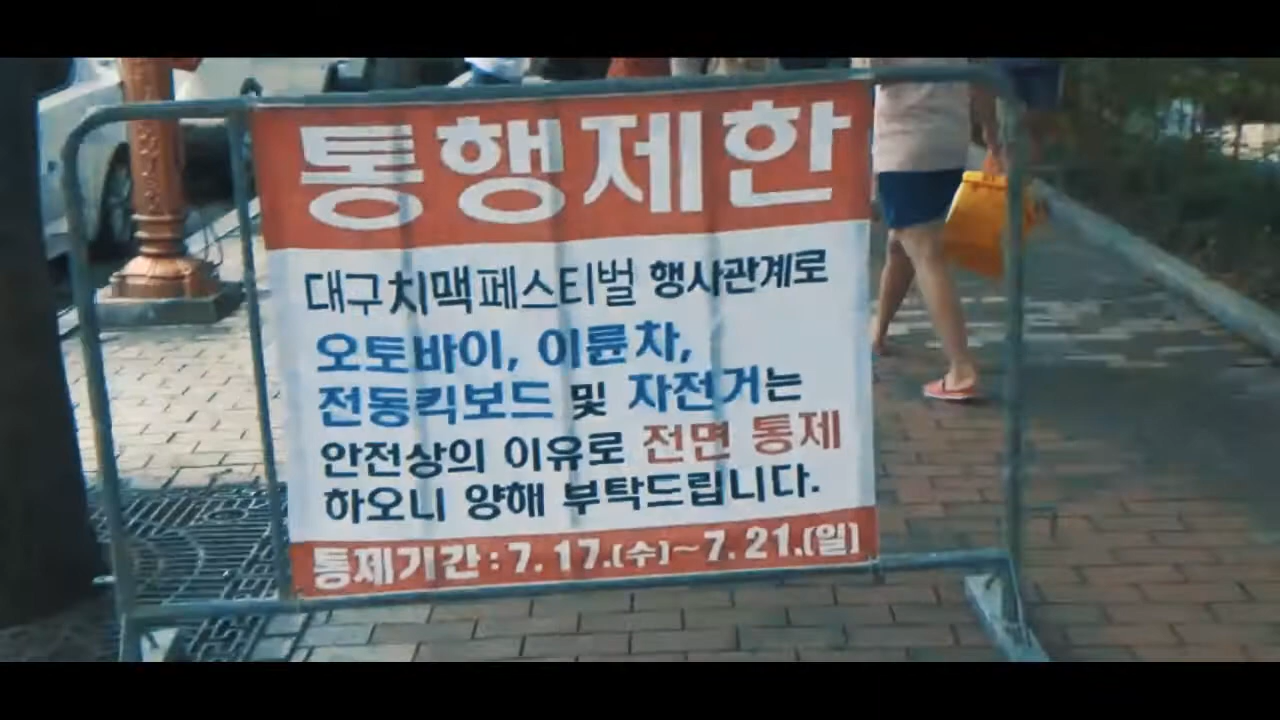 통행제한
대구치맥페스티벌 행사관계로
오토바이, 이륜차,
전동킥보드 및 자전거는
안전상의 이유로 전면 통제
하오니 양해 부탁드립니다.
통제기간 : 7. 17.(수)~7. 21.(일)